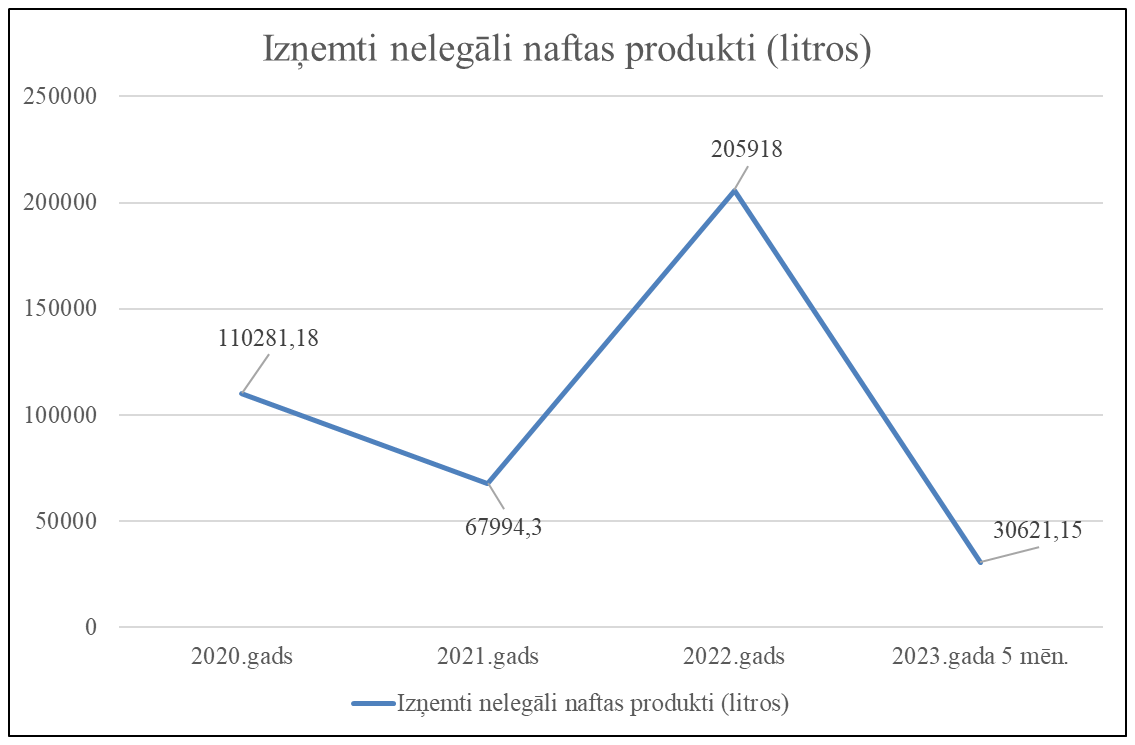 Izņemti nelegāli naftas produkti (litros)
250000
200000
150000
100000
50000
0
110281,18
67994,3
205918
30621,15
2020.gads
2021.gads
2022.gads
2023.gada 5 mēn.
Izņemti nelegāli naftas produkti (litros)